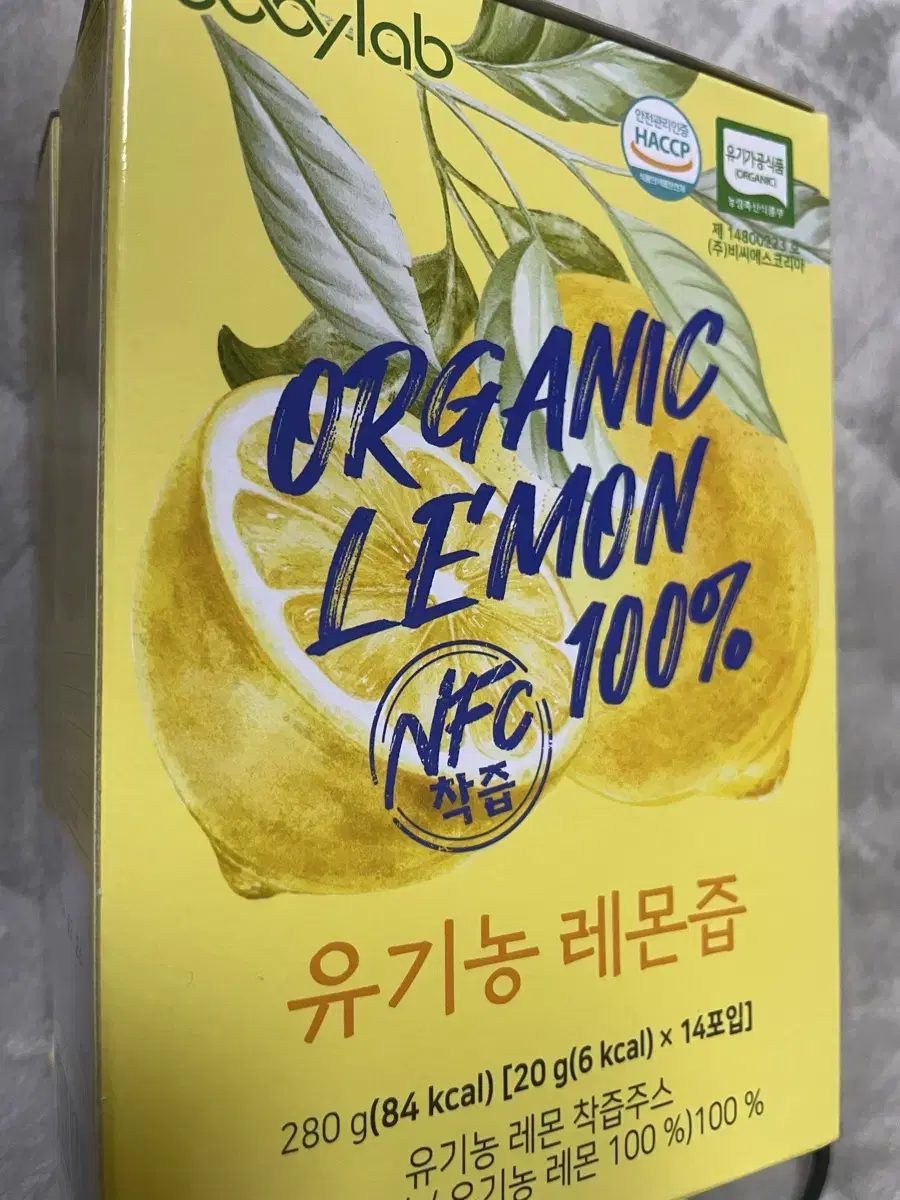 안전관리인증
HACCP
식품의약품안전처
유기가공식품
(ORGANIC)
농림축산식품부
제 14800223 호
(주)비씨에스코리아
ORGANIC
LEMON
100%
NFC
착즙
유기농 레몬즙
280 g(84 kcal) [20 g(6 kcal) × 14포입]
유기농 레몬 착즙주스
유기농 레몬 100 %)100 %